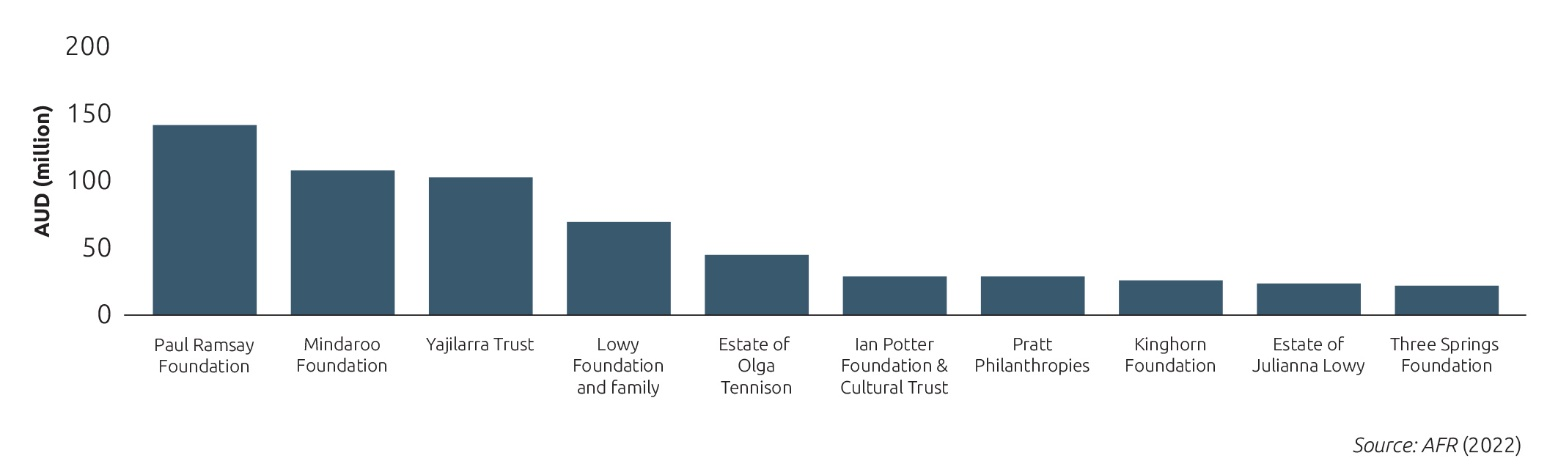 200
150
100
50
0
AUD (million)
Paul Ramsay
Foundation
Mindaroo
Foundation
Yajilarra Trust
Lowy
Foundation
and family
Estate of
Olga
Tennison
Ian Potter
Foundation &
Cultural Trust
Pratt
Philanthropies
Kinghorn
Foundation
Estate of
Julianna Lowy
Three Springs
Foundation
Source: AFR (2022)